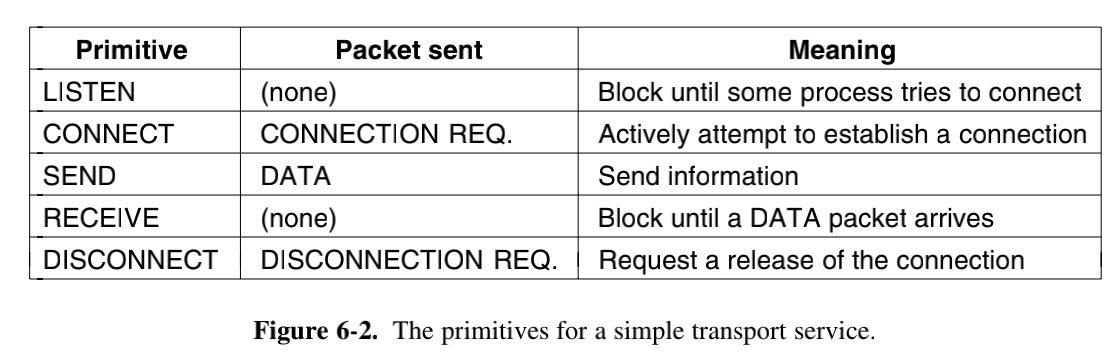 Primitive Packet sent Meaning
LISTEN (none) Block until some process tries to connect
CONNECT CONNECTION REQ. Actively attempt to establish a connection
SEND DATA Send information
RECEIVE (none) Block until a DATA packet arrives
DISCONNECT DISCONNECTION REQ. Request a release of the connection
Figure 6-2. The primitives for a simple transport service.